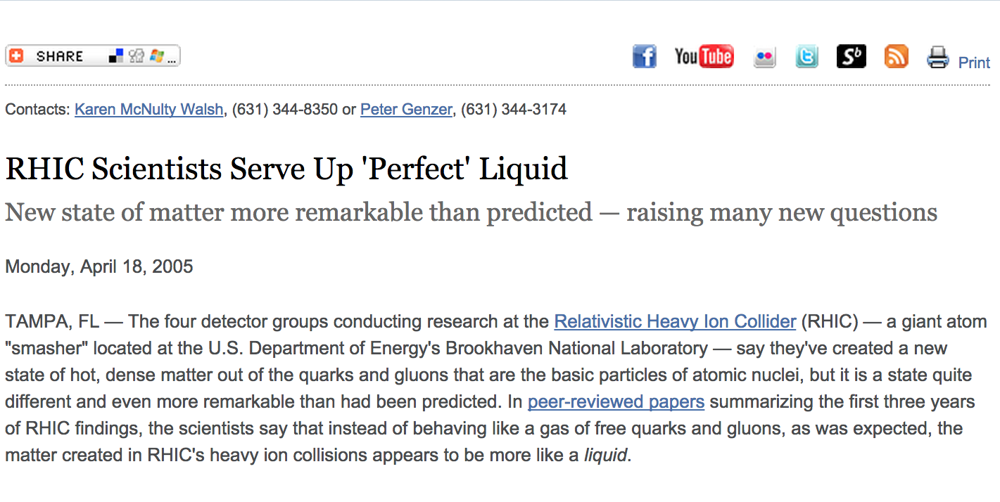 SHARE ...
You Tube Sb Print
Contacts: Karen McNulty Walsh, (631) 344-8350 or Peter Genzer, (631) 344-3174
RHIC Scientists Serve Up 'Perfect' Liquid
New state of matter more remarkable than predicted — raising many new questions
Monday, April 18, 2005
TAMPA, FL — The four detector groups conducting research at the Relativistic Heavy Ion Collider (RHIC) — a giant atom
"smasher" located at the U.S. Department of Energy's Brookhaven National Laboratory — say they've created a new
state of hot, dense matter out of the quarks and gluons that are the basic particles of atomic nuclei, but it is a state quite
different and even more remarkable than had been predicted. In peer-reviewed papers summarizing the first three years
of RHIC findings, the scientists say that instead of behaving like a gas of free quarks and gluons, as was expected, the
matter created in RHIC's heavy ion collisions appears to be more like a liquid.